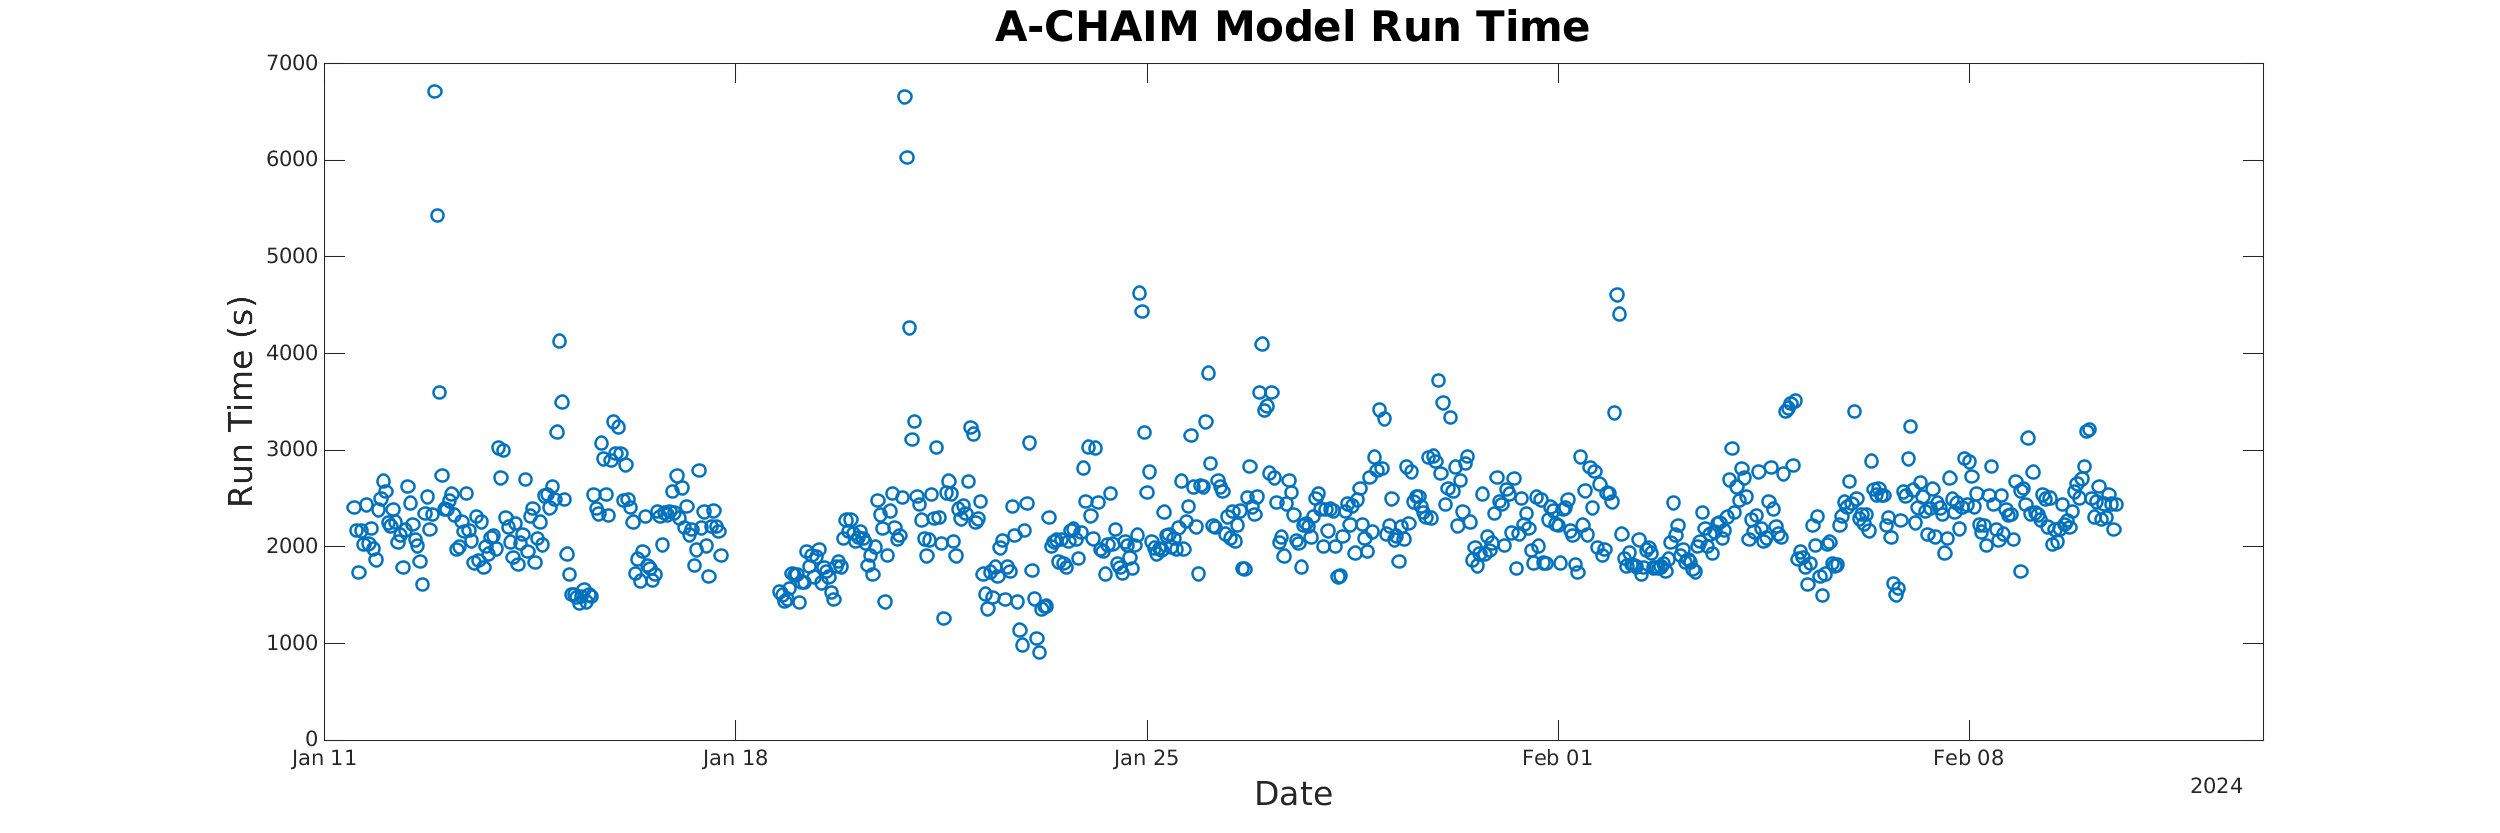 A-CHAIM Model Run Time
7000
6000
5000
4000
3000
2000
1000
0
Run Time (s)
Jan 11
Jan 18
Jan 25
Feb 01
Feb 08
Date
2024